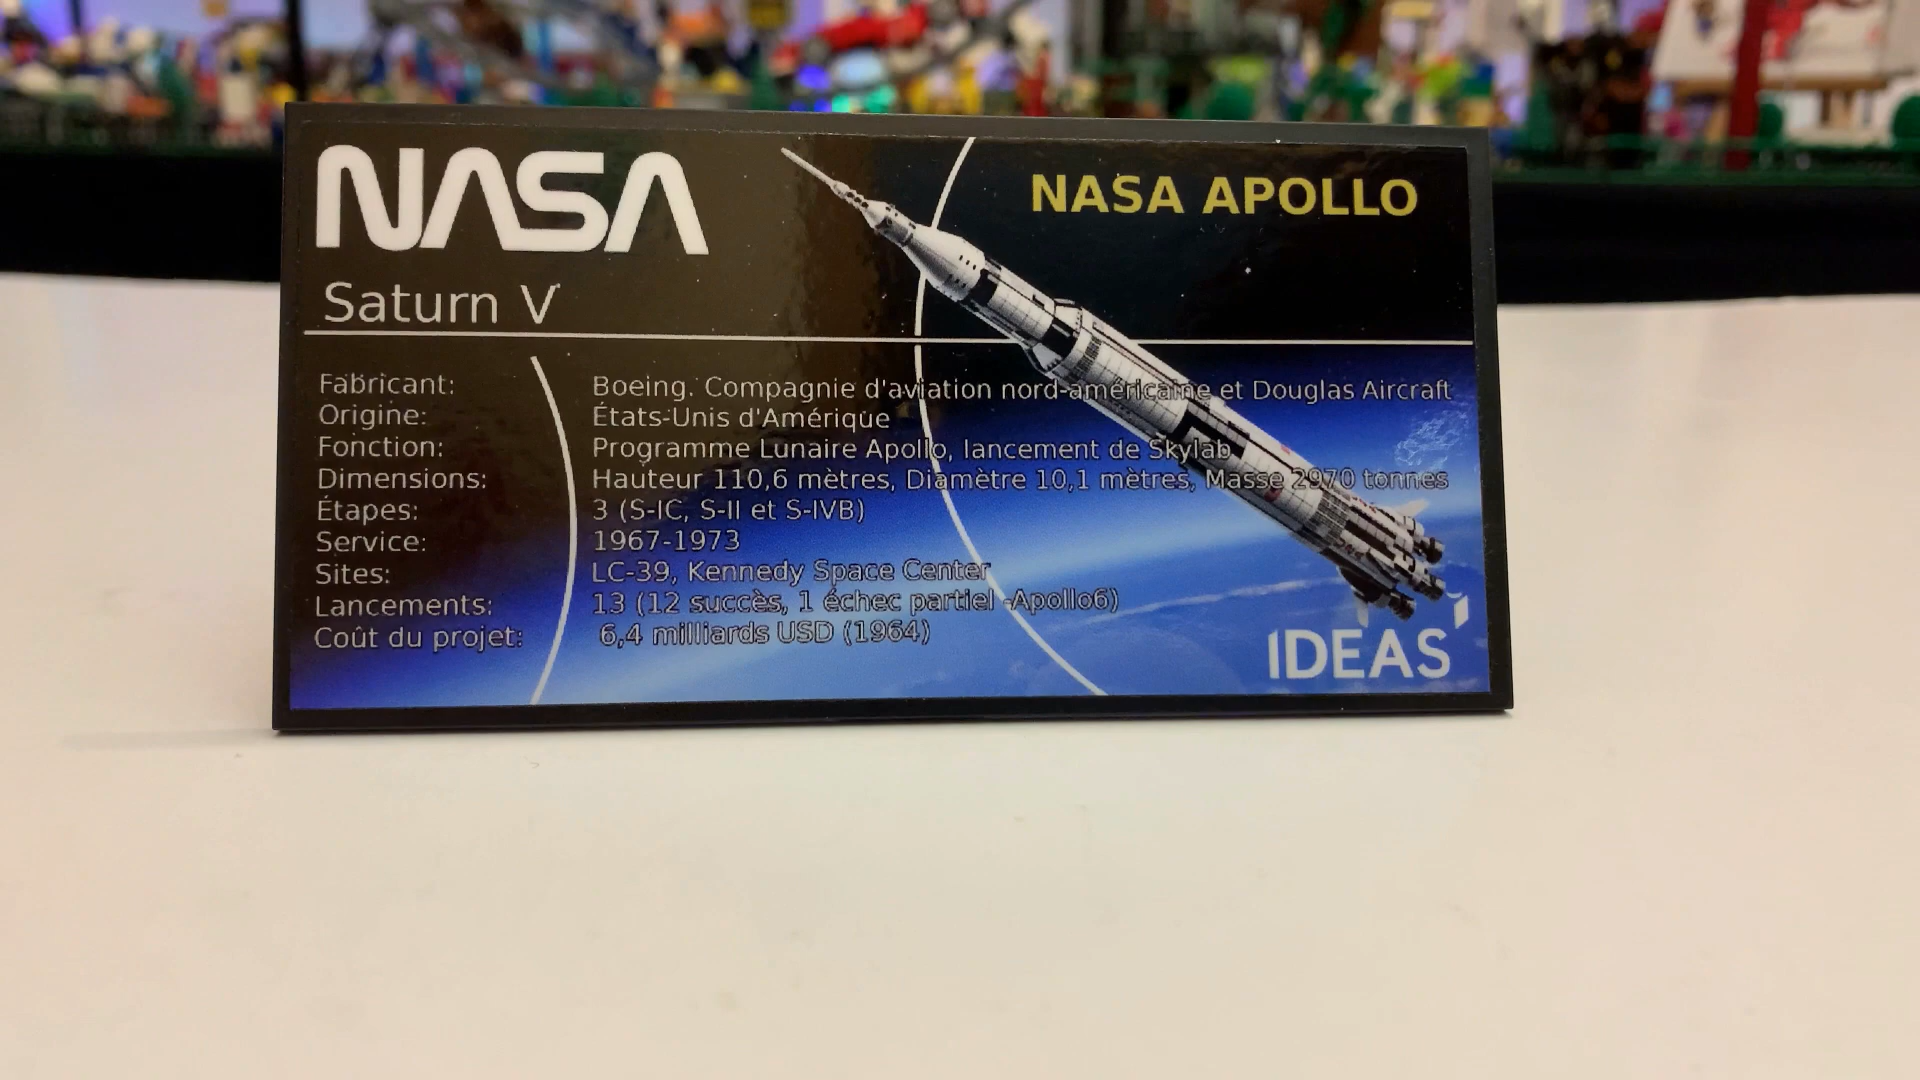 NASA
NASA APOLLO
Saturn V
Fabricant: Boeing. Compagnie d'aviation nord-américaine et Douglas Aircraft
Origine: États-Unis d'Amérique
Fonction: Programme Lunaire Apollo, lancement de Skylab
Dimensions: Hauteur 110,6 mètres, Diamètre 10,1 mètres, Masse 2970 tonnes
Étapes: 3 (S-IC, S-II et S-IVB)
Service: 1967-1973
Sites: LC-39, Kennedy Space Center
Lancements: 13 (12 succès, 1 échec partiel -Apollo6)
Coût du projet: 6,4 milliards USD (1964)
IDEAS